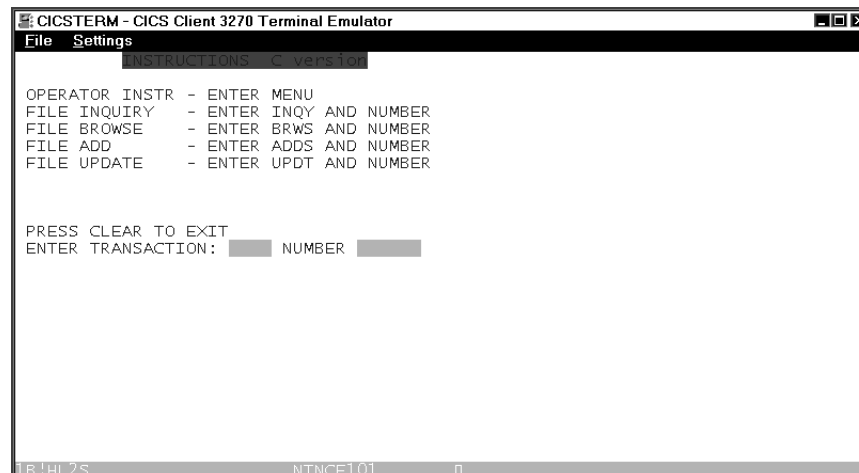 CICSTERM - CICS Client 3270 Terminal Emulator
File Settings
INSTRUCTIONS C version
OPERATOR INSTR - ENTER MENU
FILE INQUIRY - ENTER INQY AND NUMBER
FILE BROWSE - ENTER BRWS AND NUMBER
FILE ADD - ENTER ADDS AND NUMBER
FILE UPDATE - ENTER UPDT AND NUMBER
PRESS CLEAR TO EXIT
ENTER TRANSACTION: NUMBER